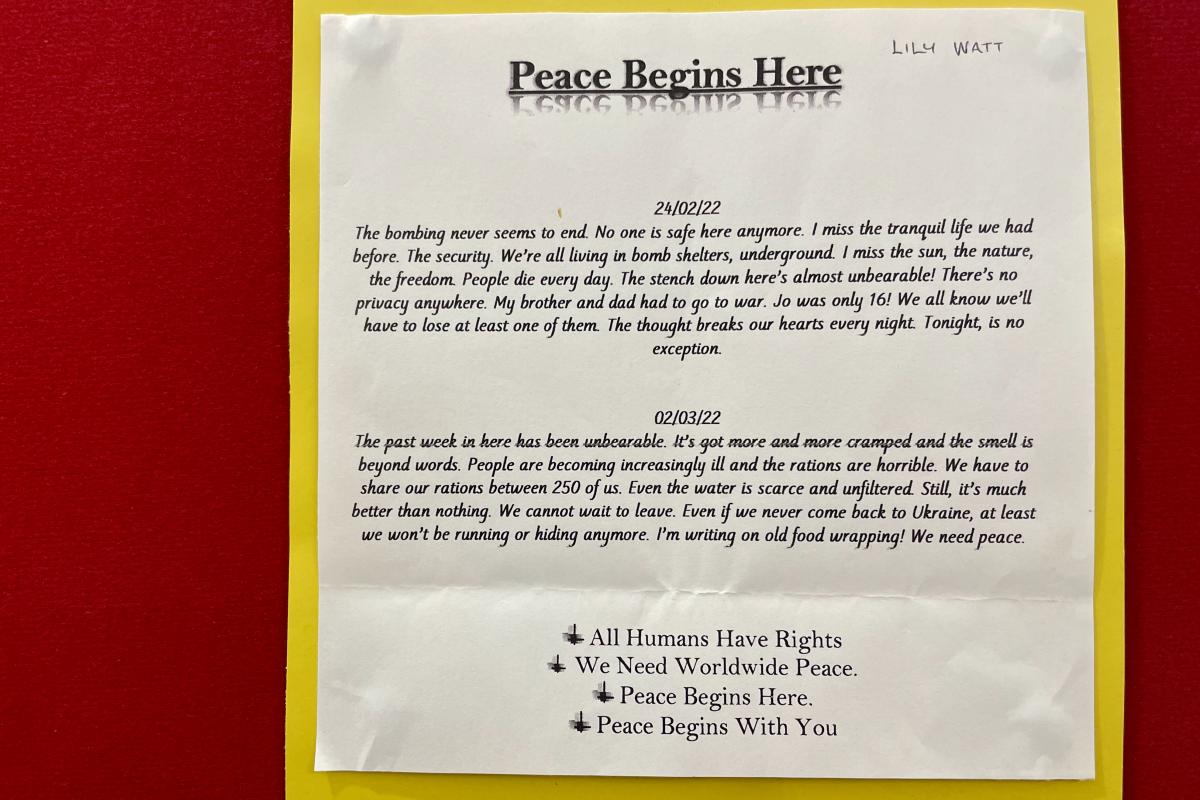 LILY WATT
Peace Begins Here
24/02/22
The bombing never seems to end. No one is safe here anymore. I miss the tranquil life we had
before. The security. We're all living in bomb shelters, underground. I miss the sun, the nature,
the freedom. People die every day. The stench down here's almost unbearable! There's no
privacy anywhere. My brother and dad had to go to war. Jo was only 16! We all know we'll
have to lose at least one of them. The thought breaks our hearts every night. Tonight, is no
exception.
02/03/22
The past week in here has been unbearable. It's got more and more cramped and the smell is
beyond words. People are becoming increasingly ill and the rations are horrible. We have to
share our rations between 250 of us. Even the water is scarce and unfiltered. Still, it's much
better than nothing. We cannot wait to leave. Even if we never come back to Ukraine, at least
we won't be running or hiding anymore. I'm writing on old food wrapping! We need peace.
All Humans Have Rights
We Need Worldwide Peace.
Peace Begins Here.
Peace Begins With You